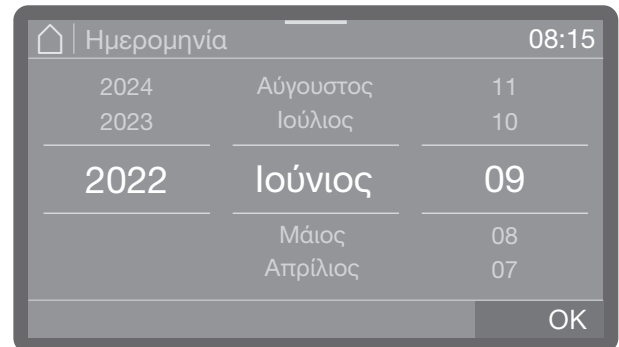 Ημερομηνία 08:15
2024 Αύγουστος 11
2023 Ιούλιος 10
2022 Ιούνιος 09
Μάιος 08
Απρίλιος 07
OK